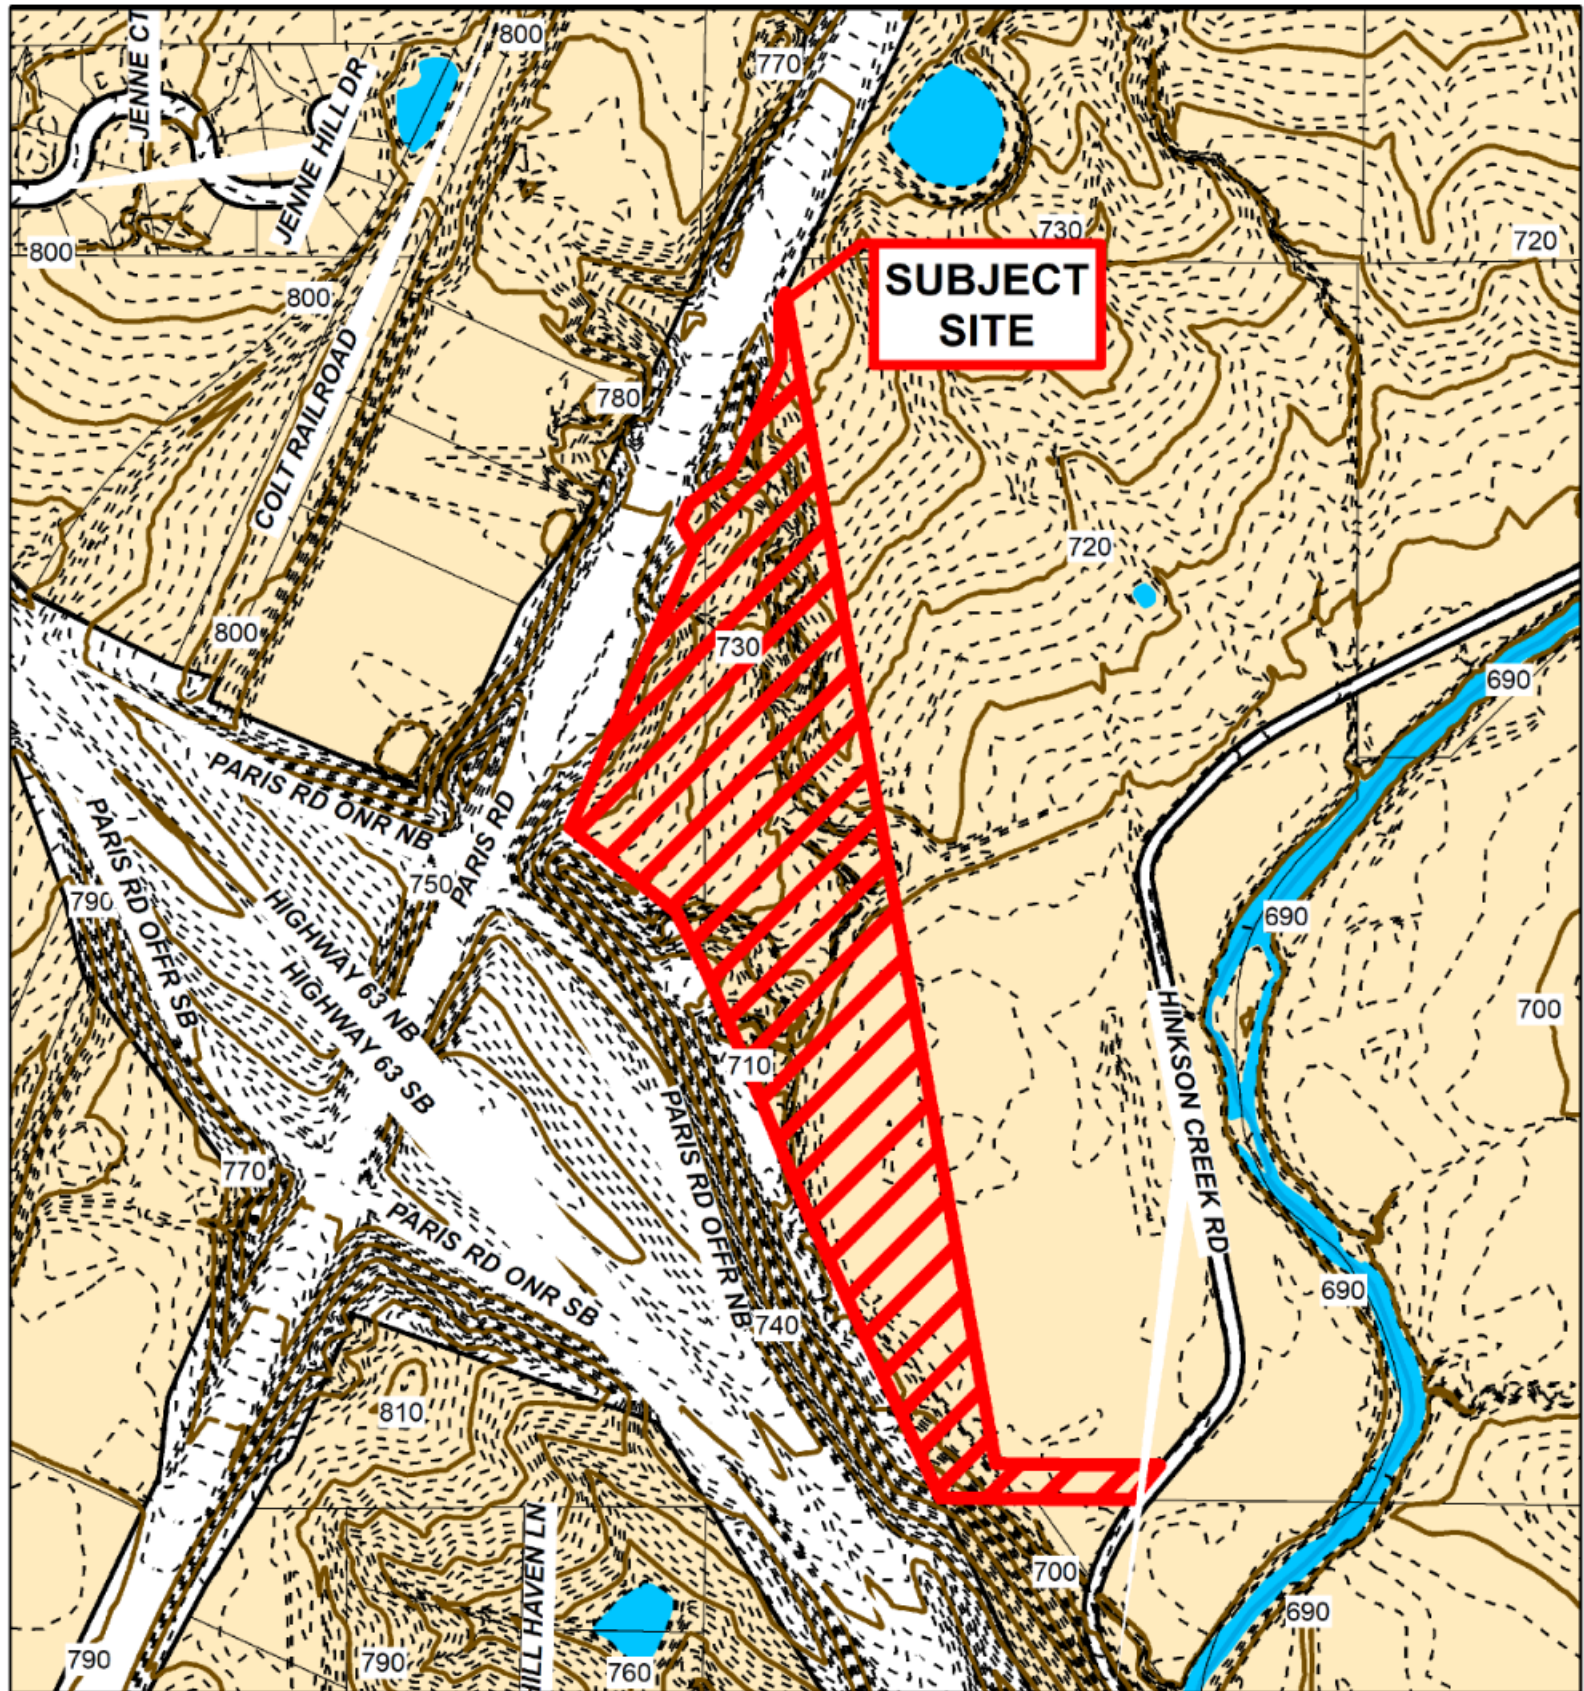 800
JENNE CT
770
JENNE HILL DR
730
720
800
SUBJECT
SITE
800
780
COLT RAILROAD
720
800
730
690
PARIS RD ONR NB
PARIS RD
750
790
PARIS RD OFFR SB
HIGHWAY 63 NB
690
HIGHWAY 63 SB
700
710
HINKSON CREEK RD
PARIS RD OFFR NB
770
PARIS RD ONR SB
690
740
810
700
HILL HAVEN LN
690
790
790
760